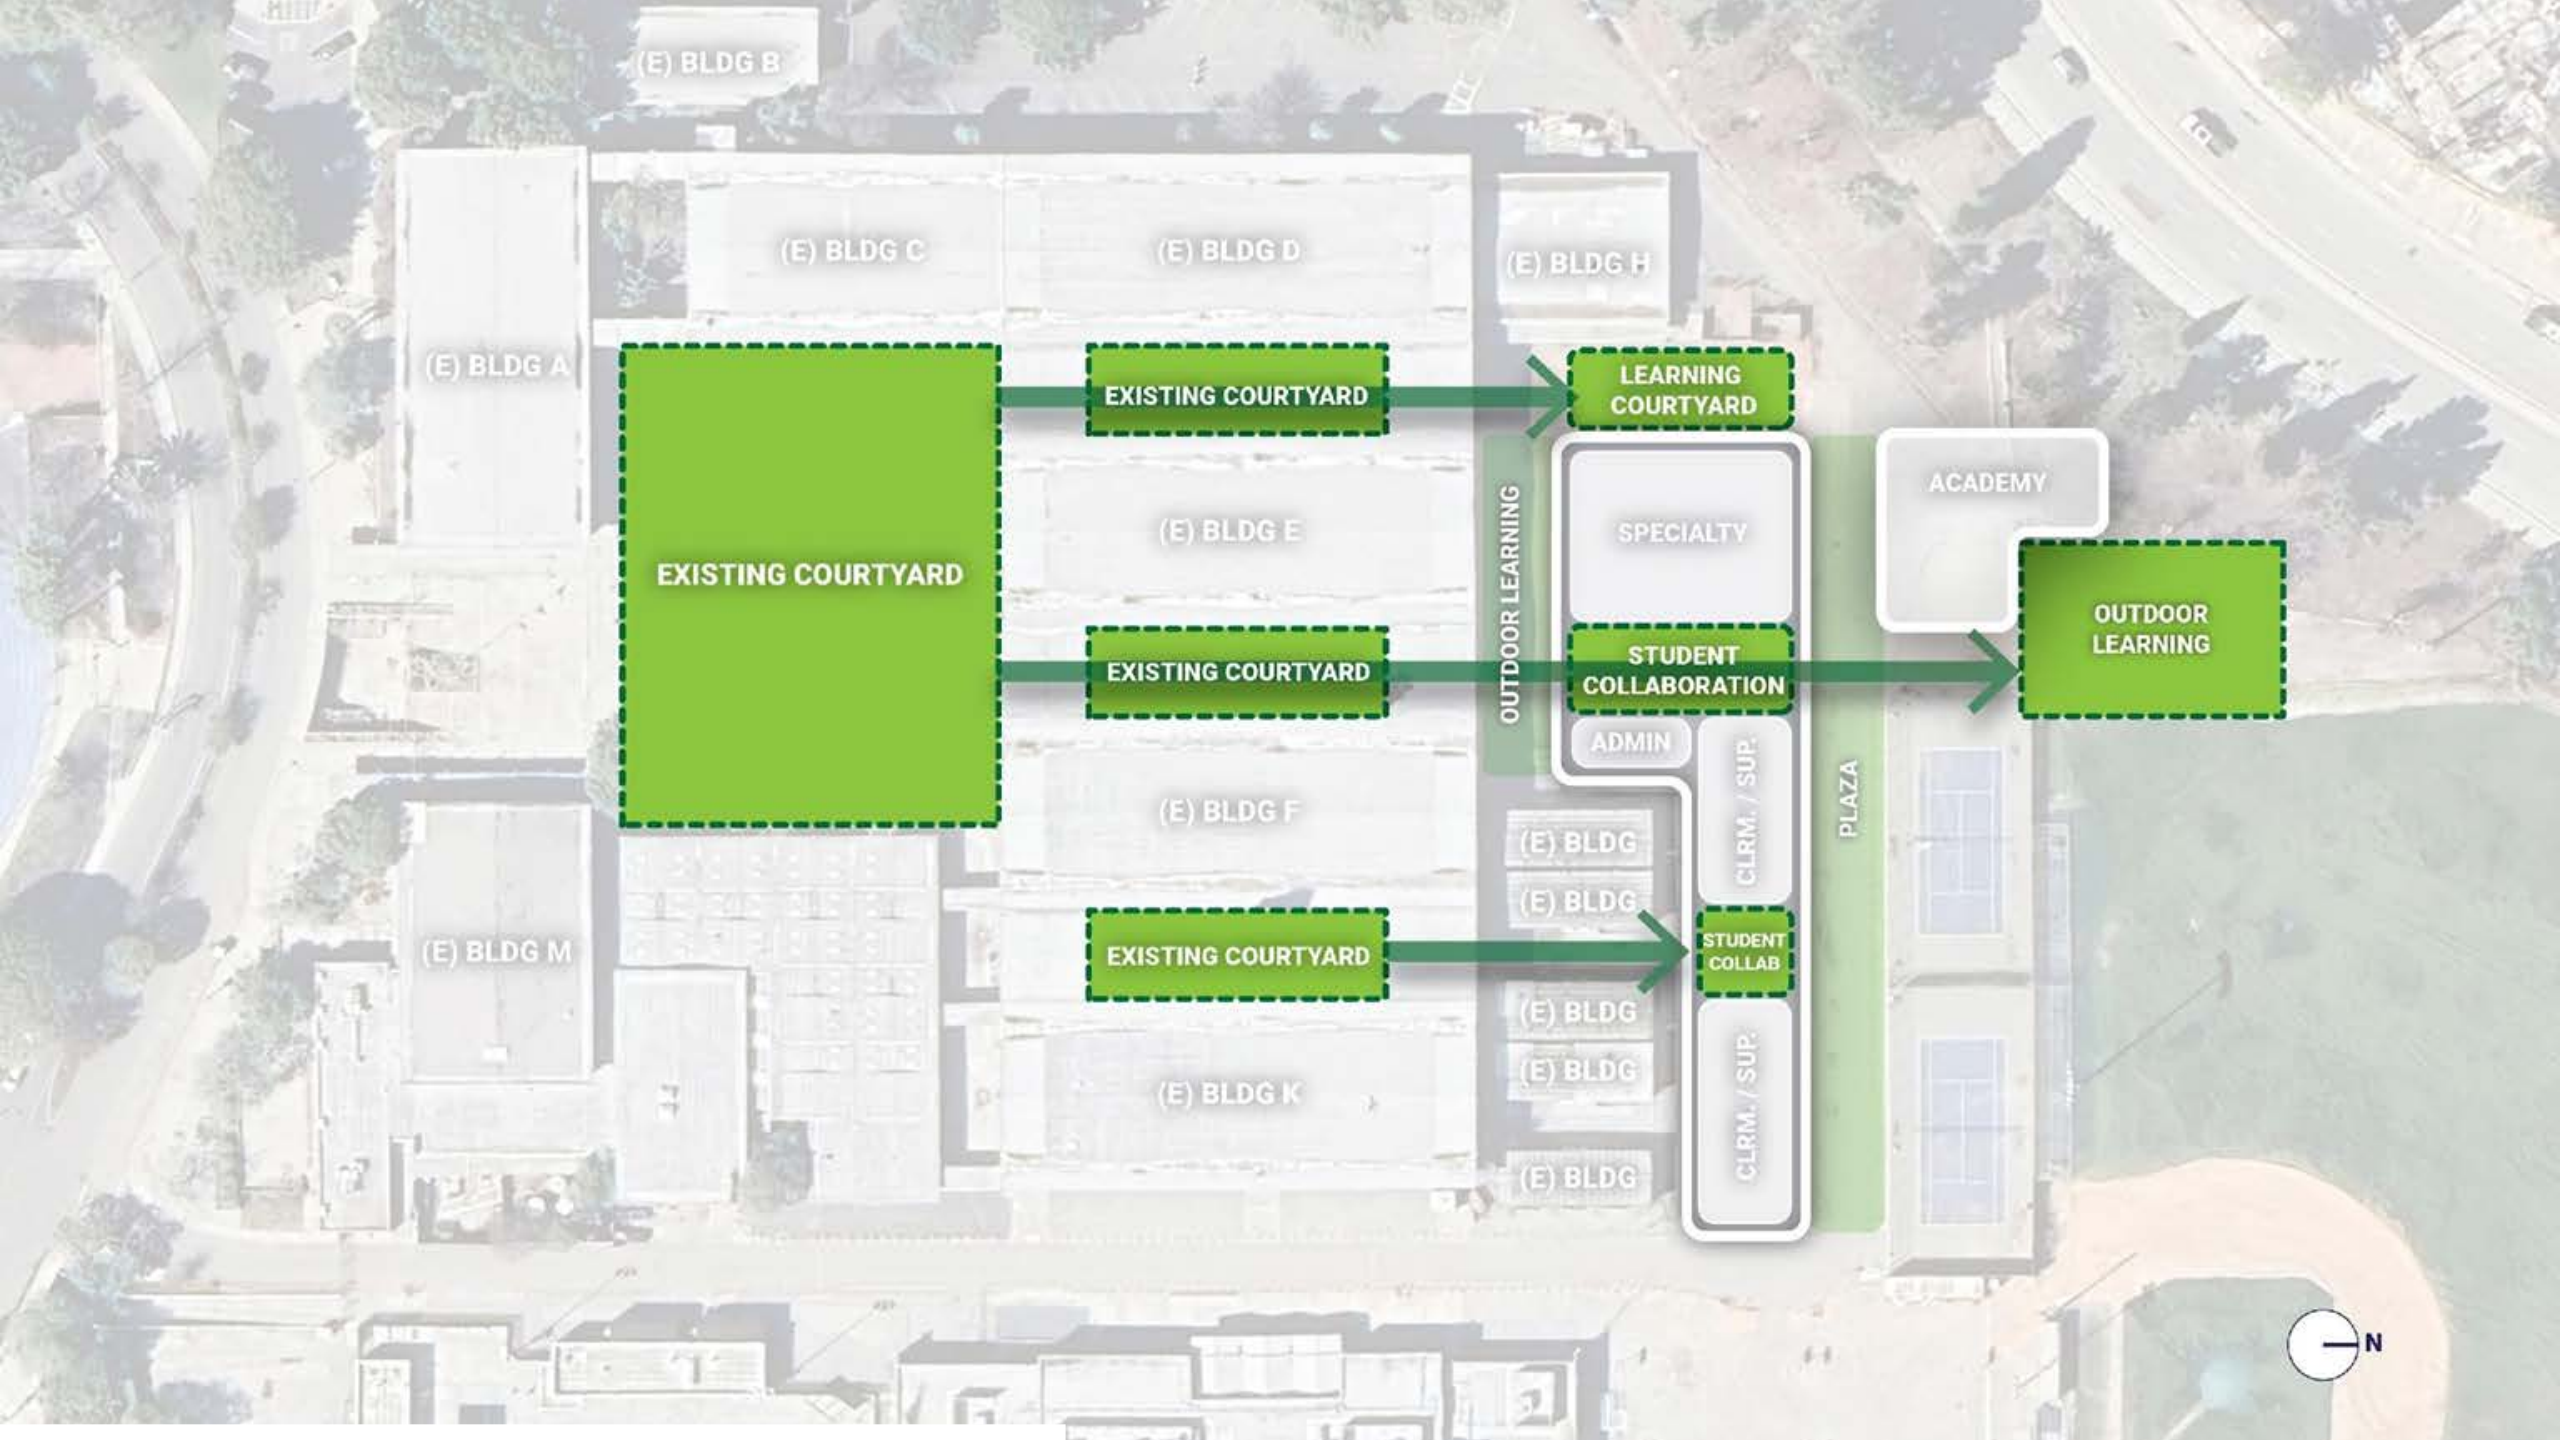 (E) BLDG B
(E) BLDG C
(E) BLDG D
(E) BLDG H
(E) BLDG A
EXISTING COURTYARD
LEARNING
COURTYARD
EXISTING COURTYARD
(E) BLDG E
OUTDOOR LEARNING
SPECIALTY
ACADEMY
OUTDOOR
LEARNING
EXISTING COURTYARD
STUDENT
COLLABORATION
ADMIN
CLRM. / SUP.
PLAZA
(E) BLDG F
(E) BLDG
(E) BLDG
(E) BLDG M
EXISTING COURTYARD
STUDENT
COLLAB
(E) BLDG
(E) BLDG
(E) BLDG K
CLRM. / SUP.
(E) BLDG
N